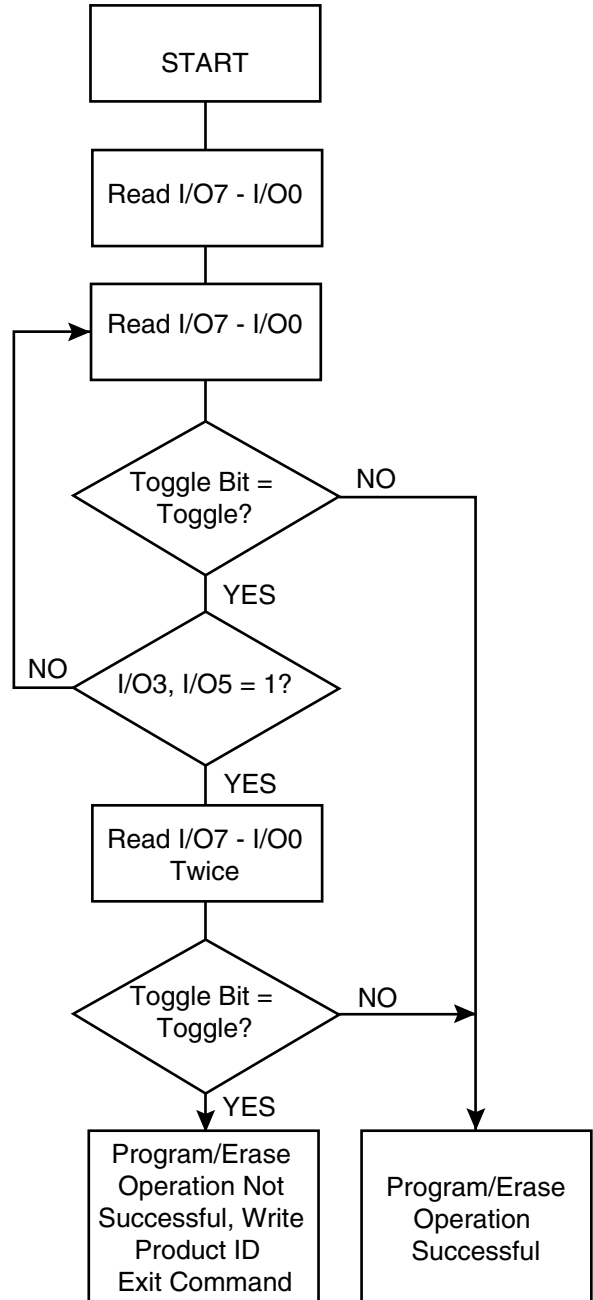 START
Read I/O7 - I/O0
Read I/O7 - I/O0
Toggle Bit =
Toggle?
NO
YES
I/O3, I/O5 = 1?
NO
YES
Read I/O7 - I/O0
Twice
Toggle Bit =
Toggle?
NO
YES
Program/Erase
Operation Not
Successful, Write
Product ID
Exit Command
Program/Erase
Operation
Successful